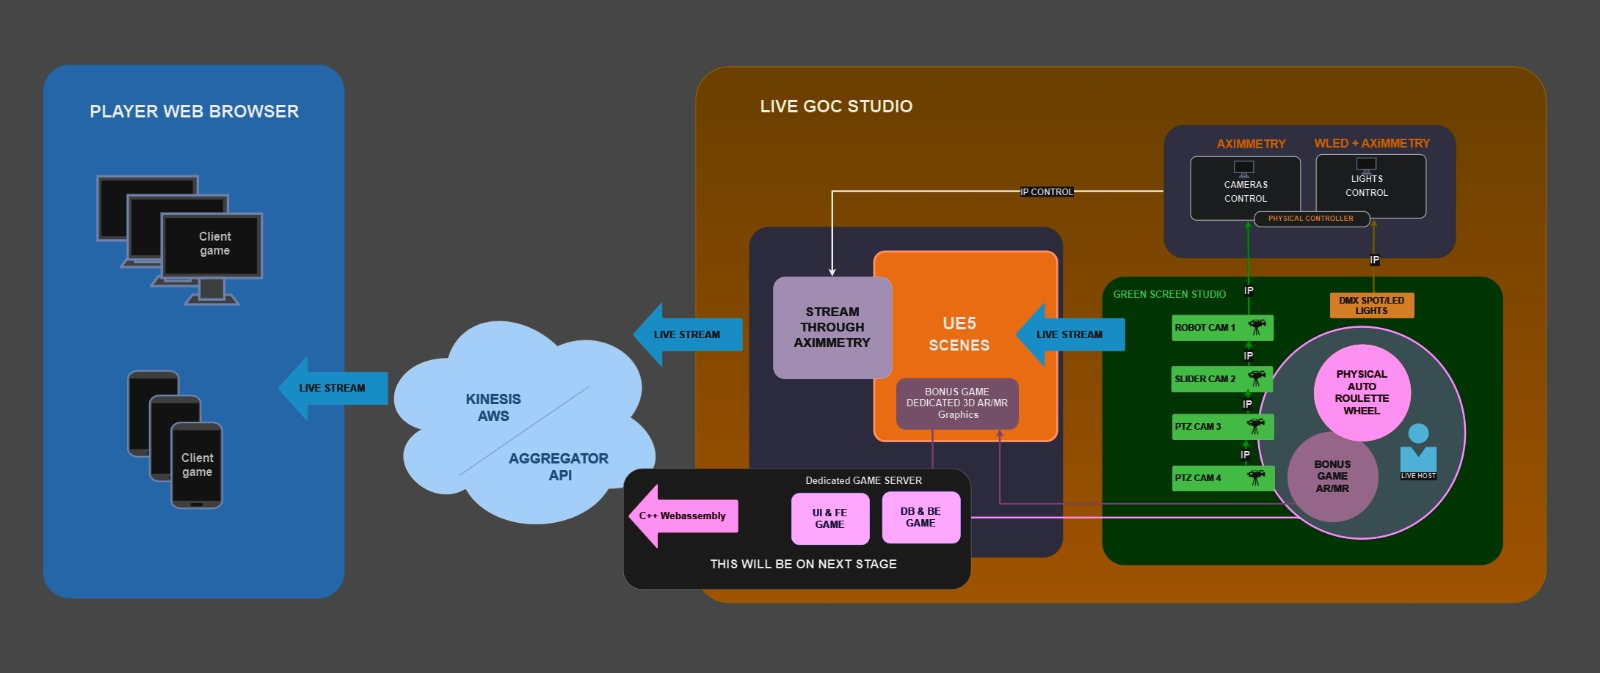 PLAYER WEB BROWSER
Client
game
Client
game
LIVE STREAM
KINESIS
AWS
AGGREGATOR
API
LIVE GOC STUDIO
LIVE STREAM
IP CONTROL
STREAM
THROUGH
AXIMMETRY
UE5
SCENES
BONUS GAME
DEDICATED 3D AR/MR
Graphics
LIVE STREAM
AXIMMETRY
WLED + AXiMMETRY
CAMERAS
CONTROL
LIGHTS
CONTROL
PHYSICAL CONTROLLER
IP
IP
GREEN SCREEN STUDIO
DMX SPOT/LED
LIGHTS
ROBOT CAM 1
IP
SLIDER CAM 2
IP
PTZ CAM 3
IP
PTZ CAM 4
PHYSICAL
AUTO
ROULETTE
WHEEL
BONUS
GAME
AR/MR
LIVE HOST
Dedicated GAME SERVER
C++ Webassembly
UI & FE
GAME
DB & BE
GAME
THIS WILL BE ON NEXT STAGE